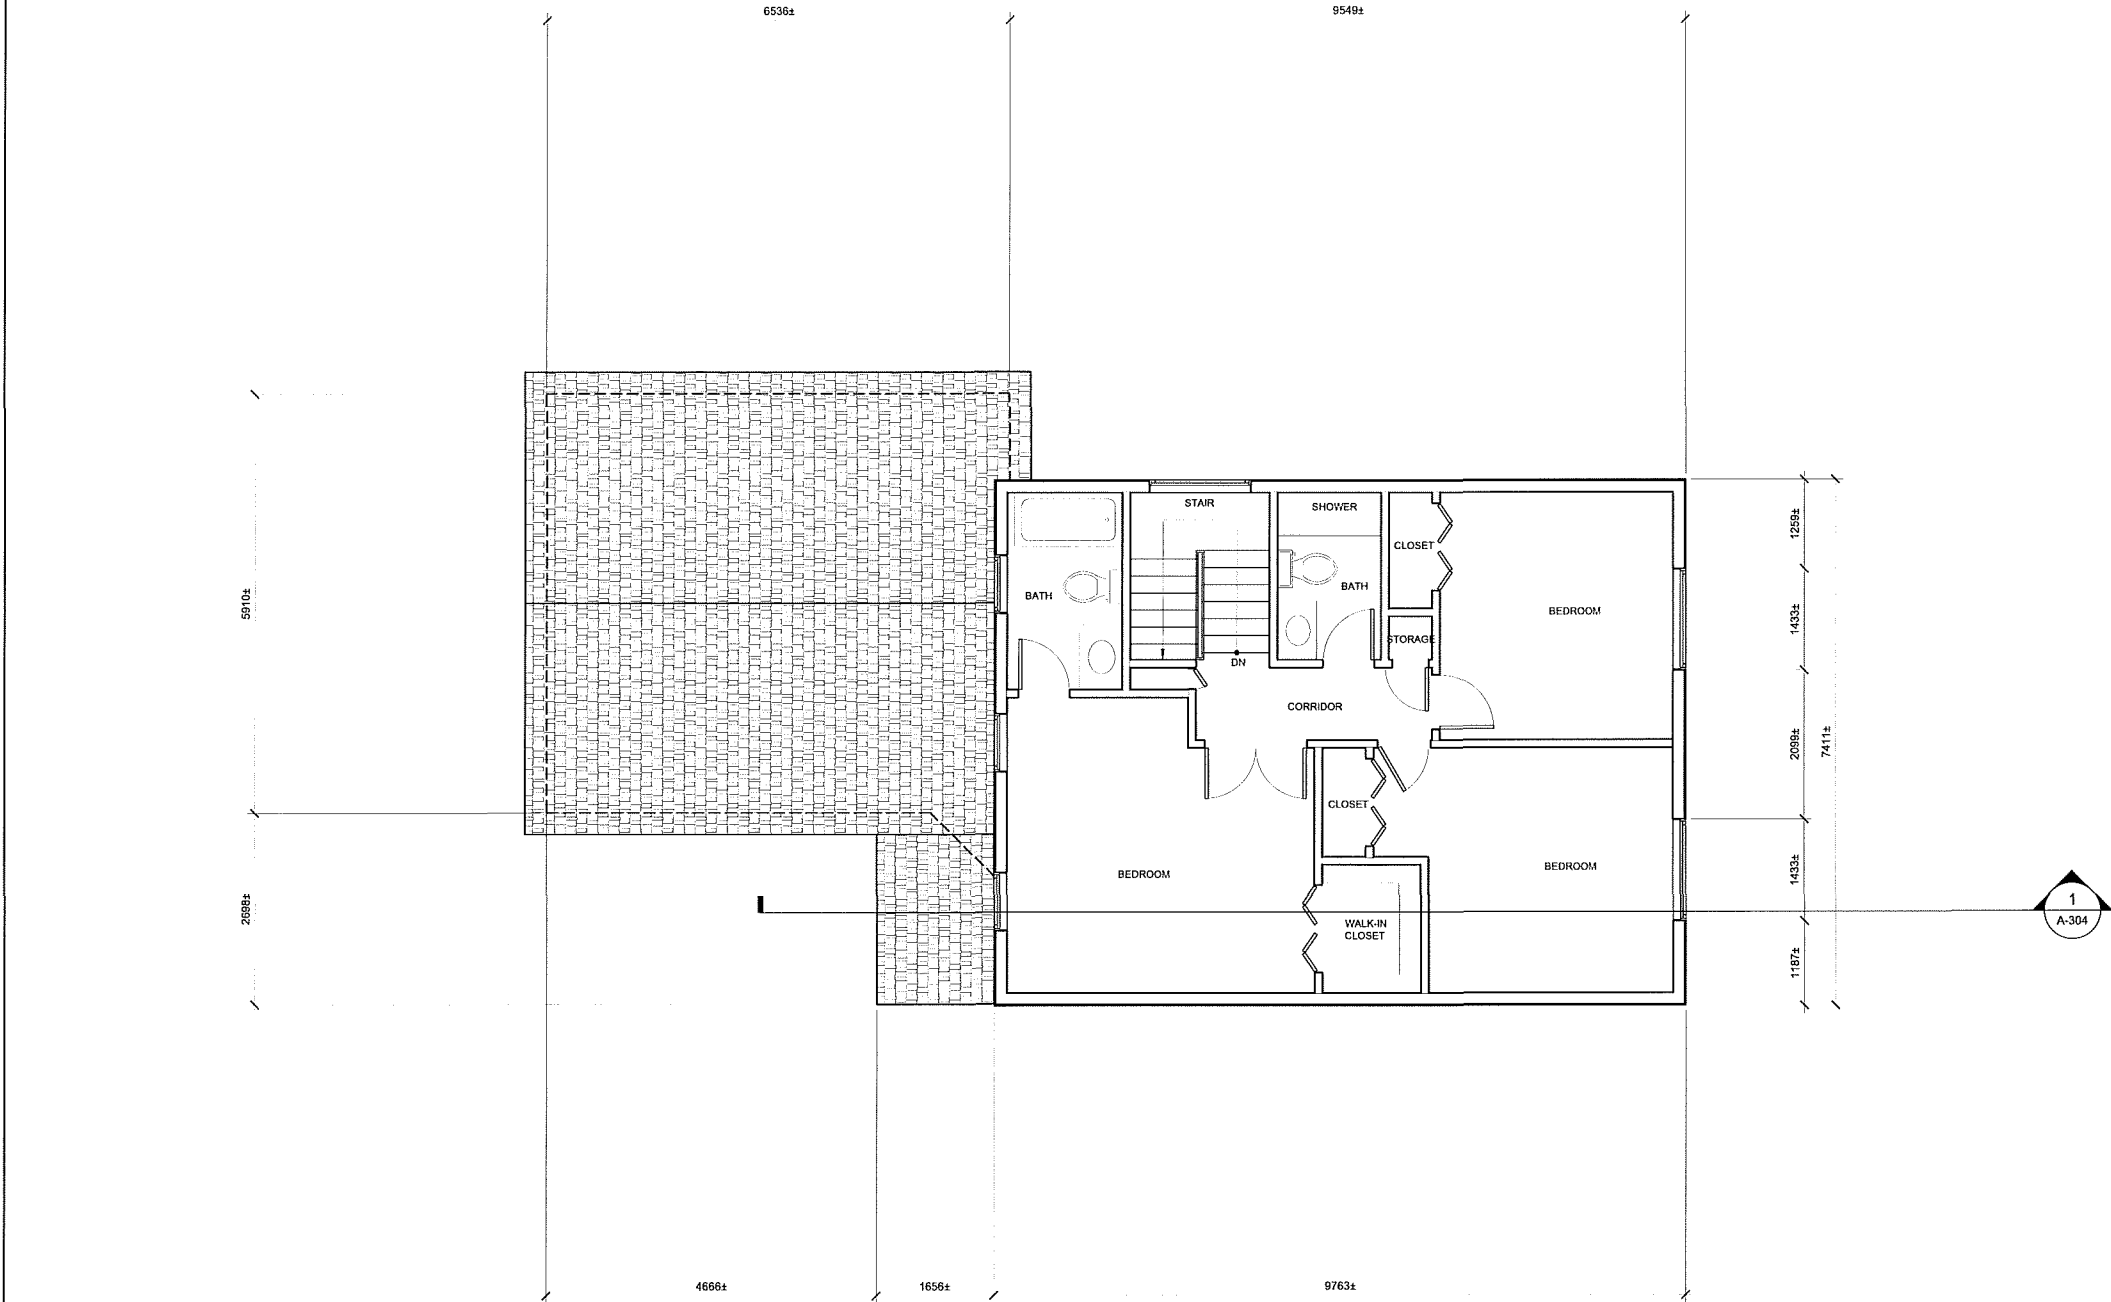 6536±
9549±
STAIR
SHOWER
1259±
CLOSET
BATH
BATH
5910±
BEDROOM
1433±
STORAGE
DN
CORRIDOR
2099±
7411±
CLOSET
BEDROOM
BEDROOM
1433±
1
A-304
2698±
WALK-IN
CLOSET
1187±
4666±
1656±
9763±